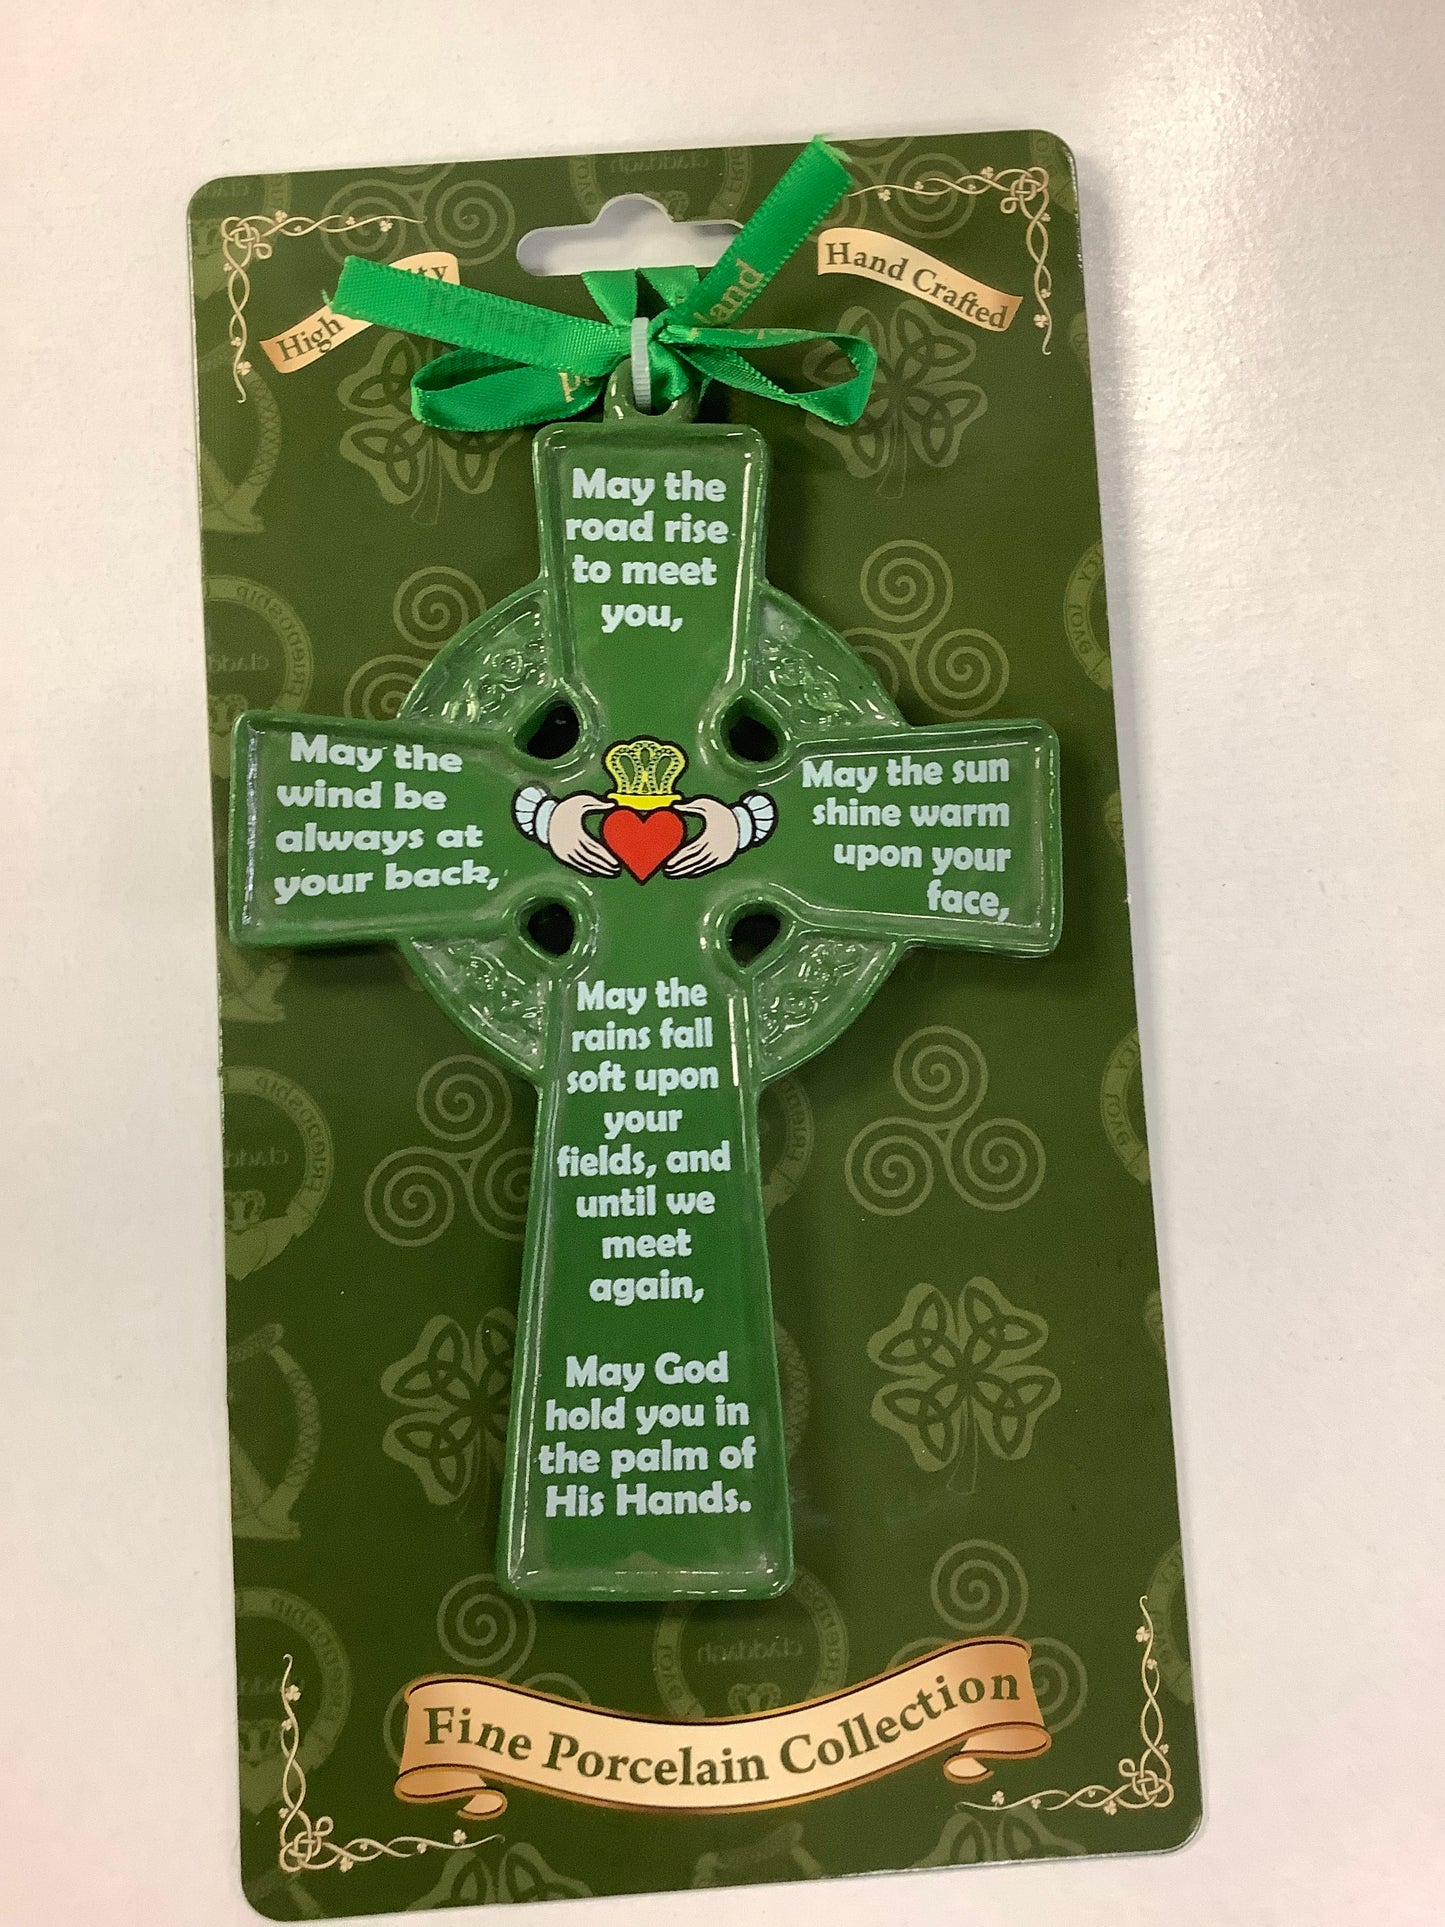 High
Hand Crafted
land
May the
road rise
to meet
you,
May the
wind be
always at
your back,
May the sun
shine warm
upon your
face,
May the
rains fall
soft upon
your
fields, and
until we
meet
again,
May God
hold you in
the palm of
His Hands.
Fine Porcelain Collection